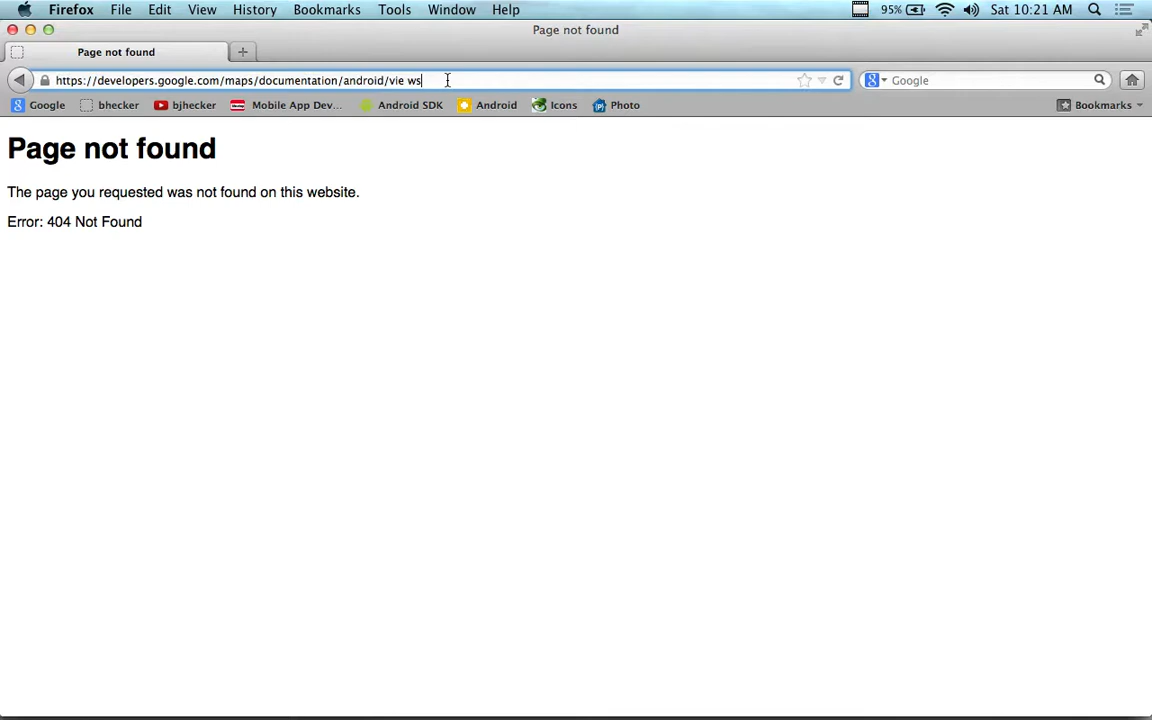 Firefox File Edit View History Bookmarks Tools Window Help 95% Sat 10:21 AM
Page not found
Page not found
https://developers.google.com/maps/documentation/android/vie ws Google
Google bhecker bjhecker Mobile App Dev... Android SDK Android Icons Photo Bookmarks
Page not found
The page you requested was not found on this website.
Error: 404 Not Found